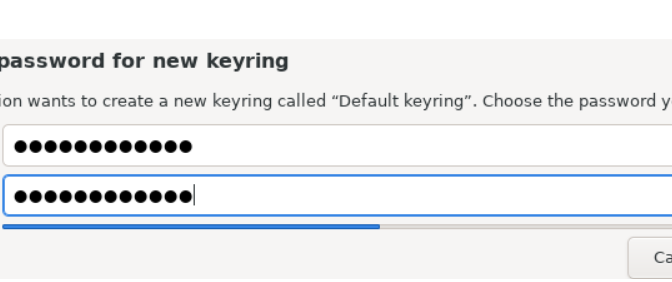 password for new keyring
ion wants to create a new keyring called “Default keyring”. Choose the password y
●●●●●●●●●●●●
●●●●●●●●●●●●
Ca